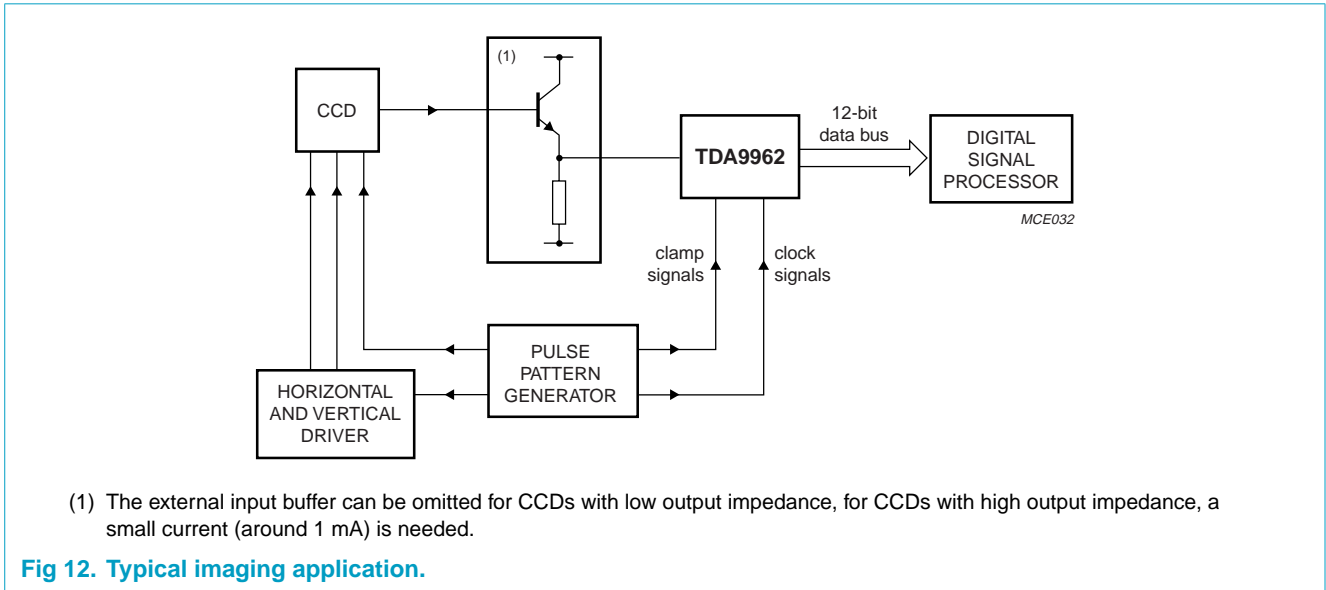 (1)
CCD
TDA9962
12-bit
data bus
DIGITAL
SIGNAL
PROCESSOR
MCE032
clamp
signals
clock
signals
PULSE
PATTERN
GENERATOR
HORIZONTAL
AND VERTICAL
DRIVER
(1) The external input buffer can be omitted for CCDs with low output impedance, for CCDs with high output impedance, a
small current (around 1 mA) is needed.
Fig 12. Typical imaging application.